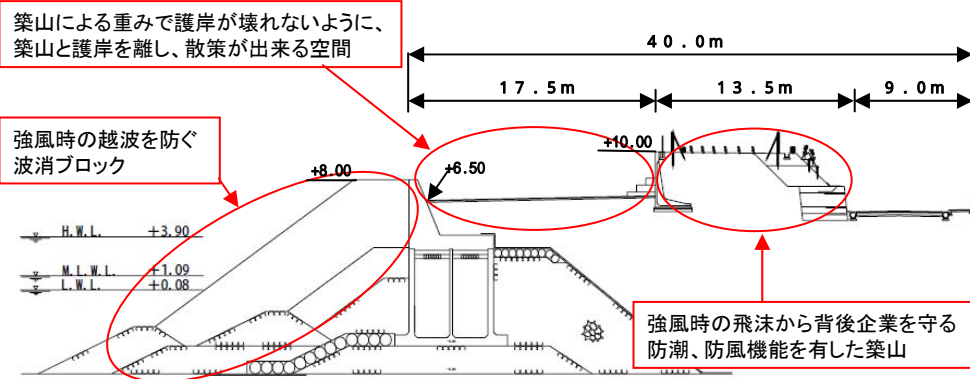 築山による重みで護岸が壊れないように、
築山と護岸を離し、散策が出来る空間
40.0m
17.5m 13.5m 9.0m
強風時の越波を防ぐ
波消ブロック
+10.00
+8.00
+6.50
H.W.L. +3.90
M.L.W.L. +1.09
L.W.L. +0.08
強風時の飛沫から背後企業を守る
防潮、防風機能を有した築山